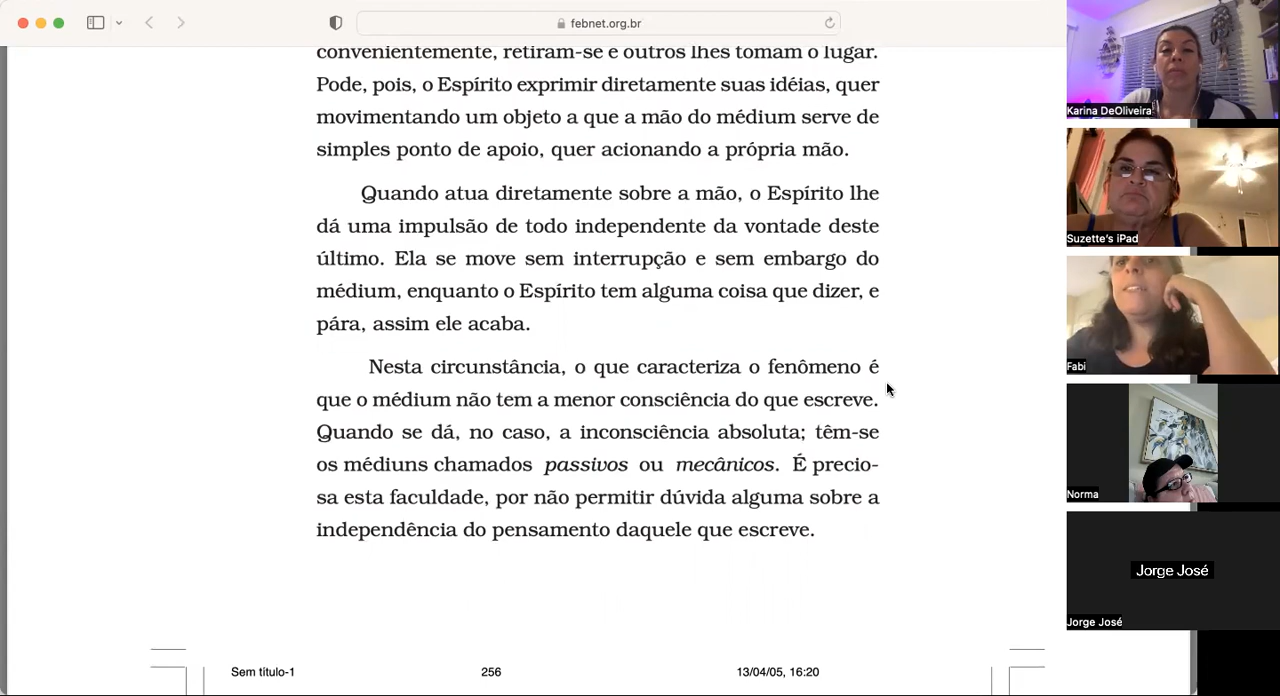 febnet.org.br
convenientemente, retiram-se e outros lhes tomam o lugar.
Pode, pois, o Espírito exprimir diretamente suas idéias, quer
movimentando um objeto a que a mão do médium serve de
simples ponto de apoio, quer acionando a própria mão.
Quando atua diretamente sobre a mão, o Espírito lhe
dá uma impulsão de todo independente da vontade deste
último. Ela se move sem interrupção e sem embargo do
médium, enquanto o Espírito tem alguma coisa que dizer, e
pára, assim ele acaba.
Nesta circunstância, o que caracteriza o fenômeno é
que o médium não tem a menor consciência do que escreve.
Quando se dá, no caso, a inconsciência absoluta; têm-se
os médiuns chamados passivos ou mecânicos. É precio-
sa esta faculdade, por não permitir dúvida alguma sobre a
independência do pensamento daquele que escreve.
Sem título-1 256 13/04/05, 16:20
Karina DeOliveira
Suzette's iPad
Fabi
Norma
Jorge José
Jorge José